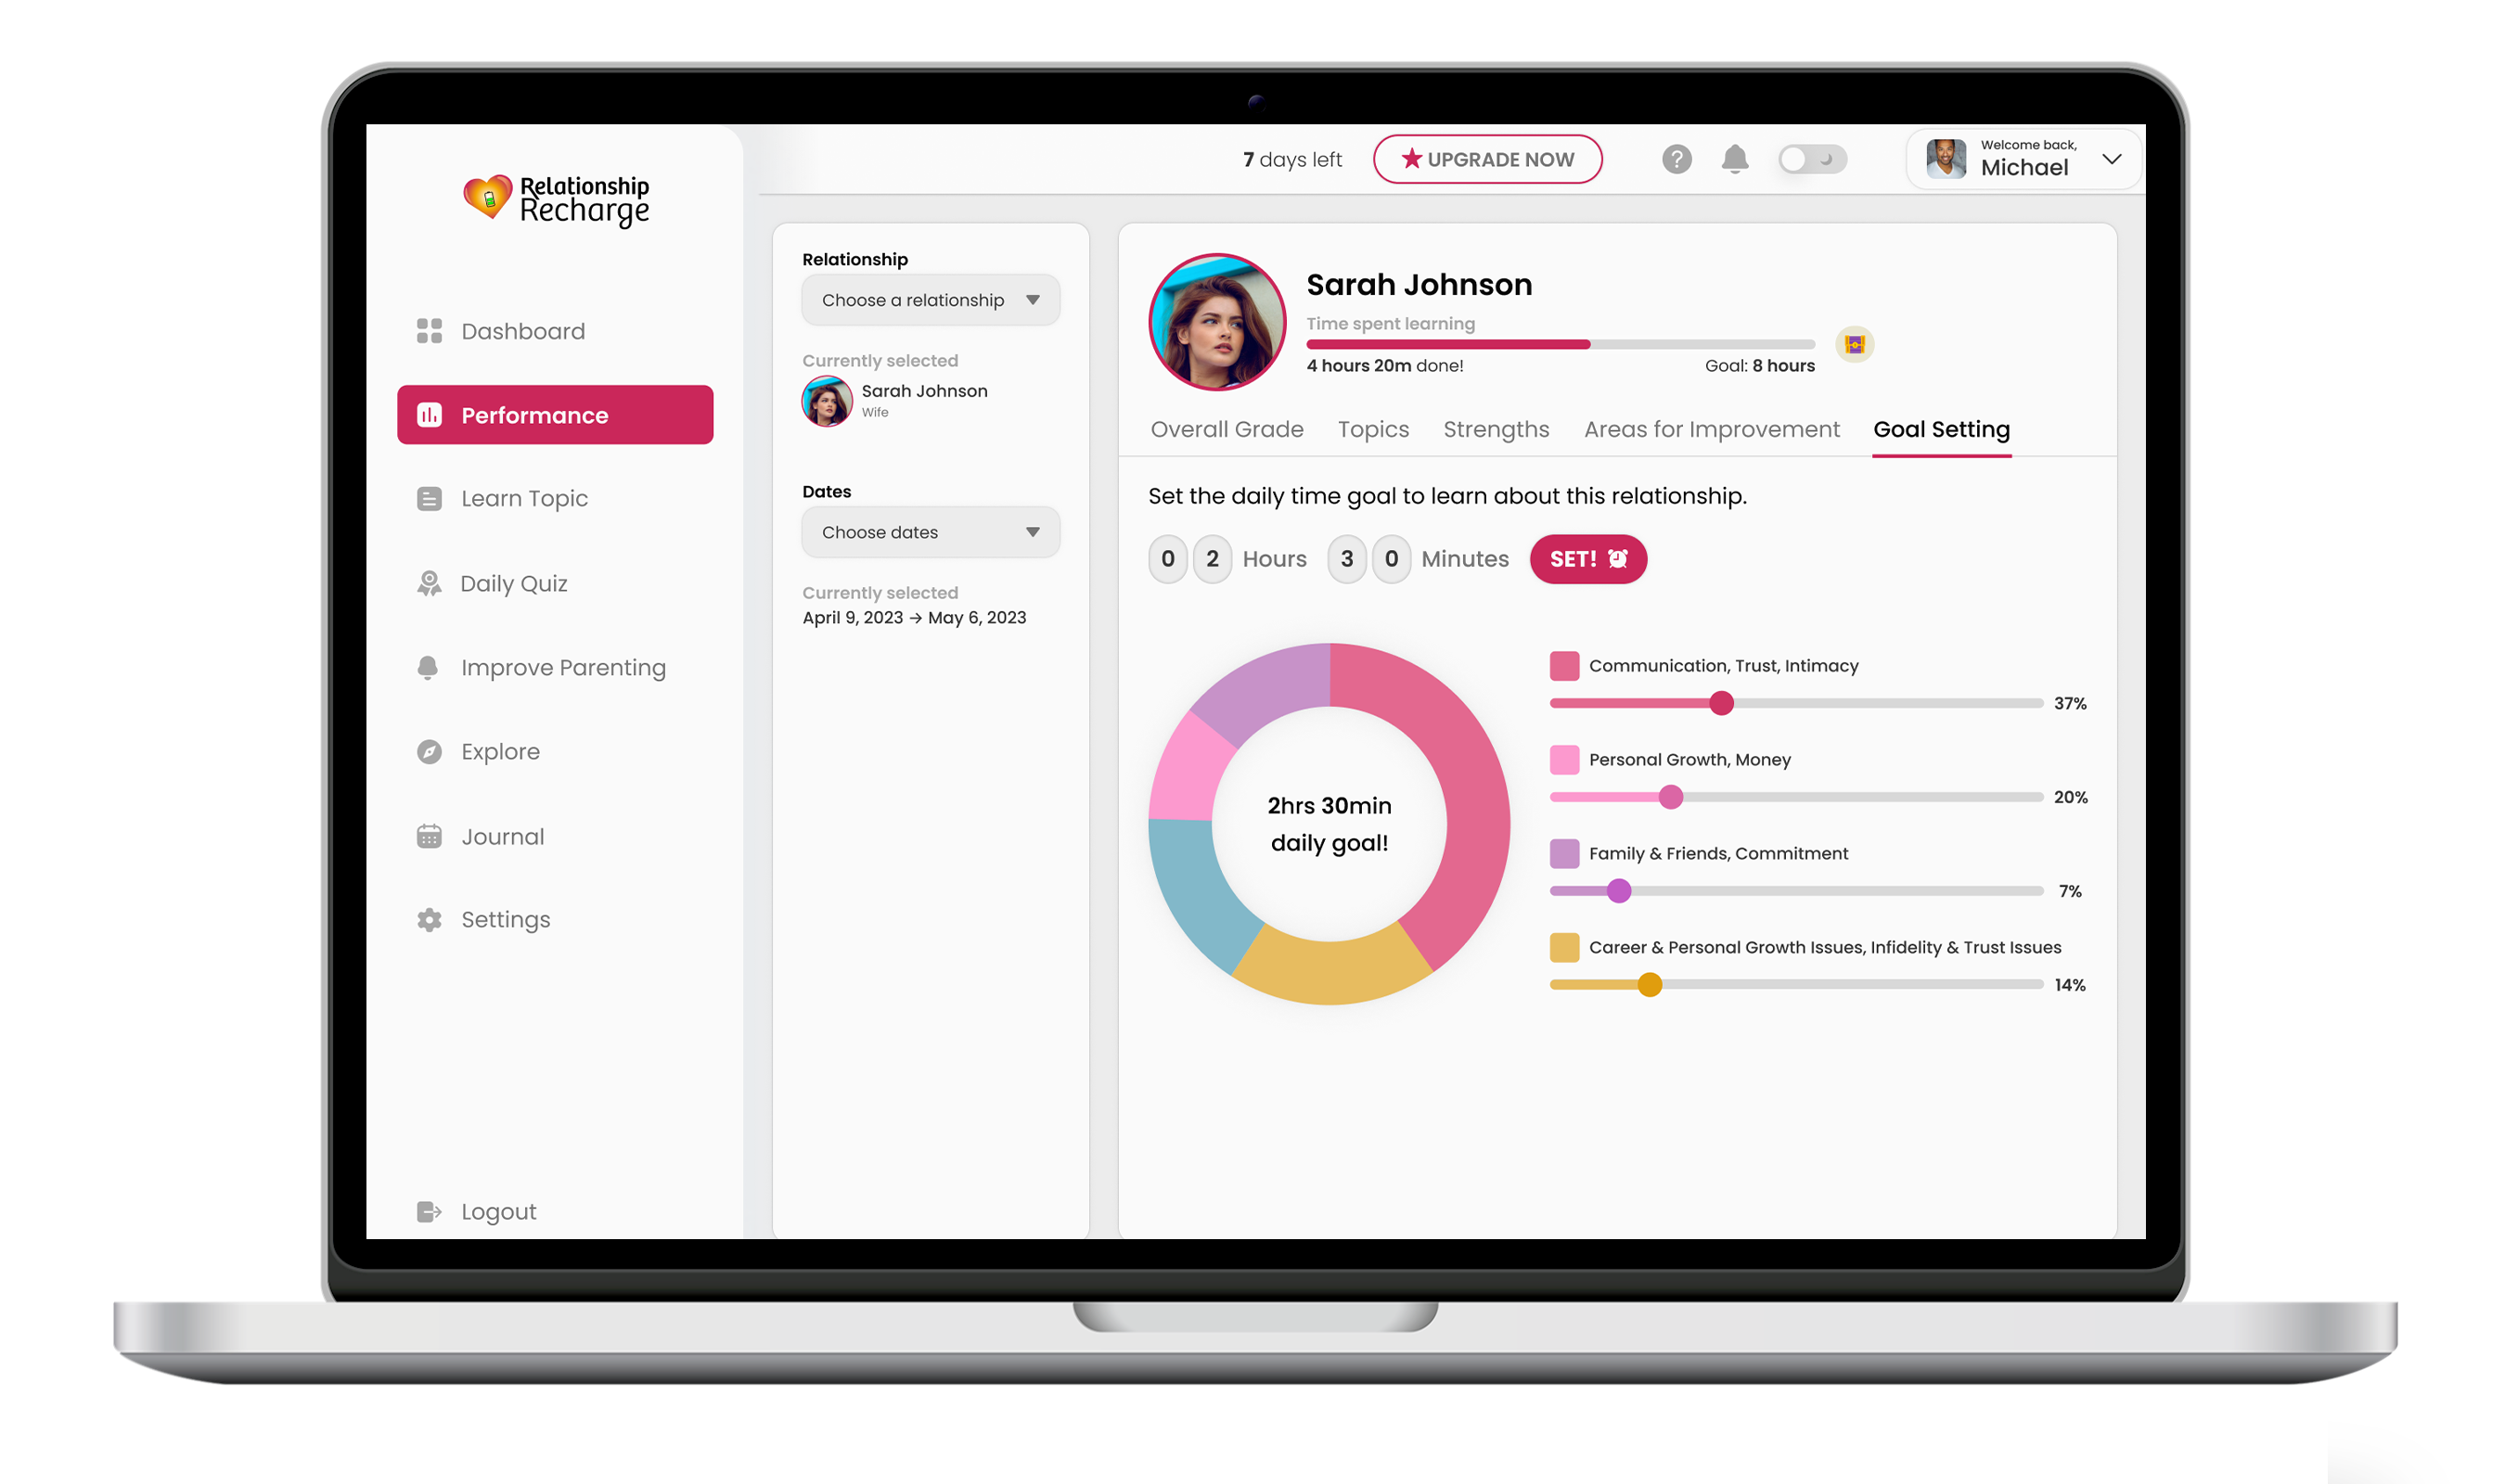 Relationship
Recharge
7 days left
★ UPGRADE NOW
?
Welcome back,
Michael
Dashboard
Performance
Learn Topic
Daily Quiz
Improve Parenting
Explore
Journal
Settings
Logout
Relationship
Choose a relationship
Currently selected
Sarah Johnson
Wife
Dates
Choose dates
Currently selected
April 9, 2023 → May 6, 2023
Sarah Johnson
Time spent learning
4 hours 20m done!
Goal: 8 hours
Overall Grade
Topics
Strengths
Areas for Improvement
Goal Setting
Set the daily time goal to learn about this relationship.
0 2 Hours 3 0 Minutes SET!
2hrs 30min
daily goal!
Communication, Trust, Intimacy
37%
Personal Growth, Money
20%
Family & Friends, Commitment
7%
Career & Personal Growth Issues, Infidelity & Trust Issues
14%